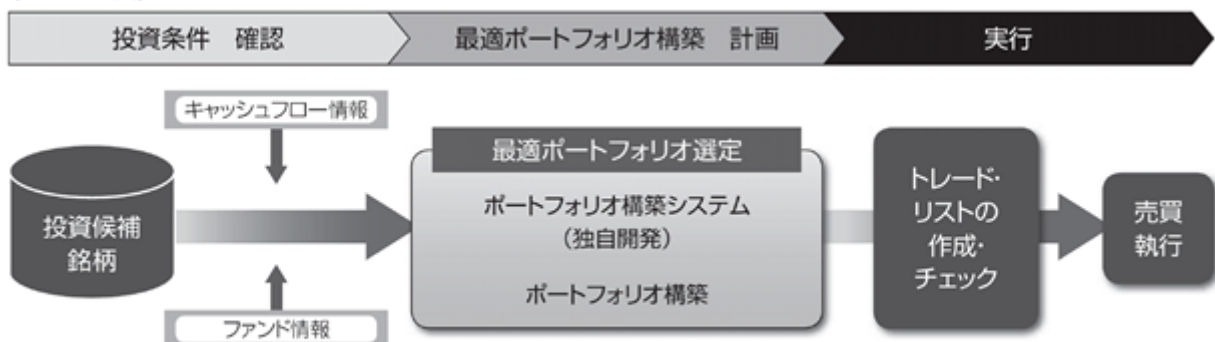 投資条件　確認
最適ポートフォリオ構築　計画
実行
キャッシュフロー情報
投資候補
銘柄
ファンド情報
最適ポートフォリオ選定
ポートフォリオ構築システム
（独自開発）
ポートフォリオ構築
トレード・
リストの
作成・
チェック
売買
執行